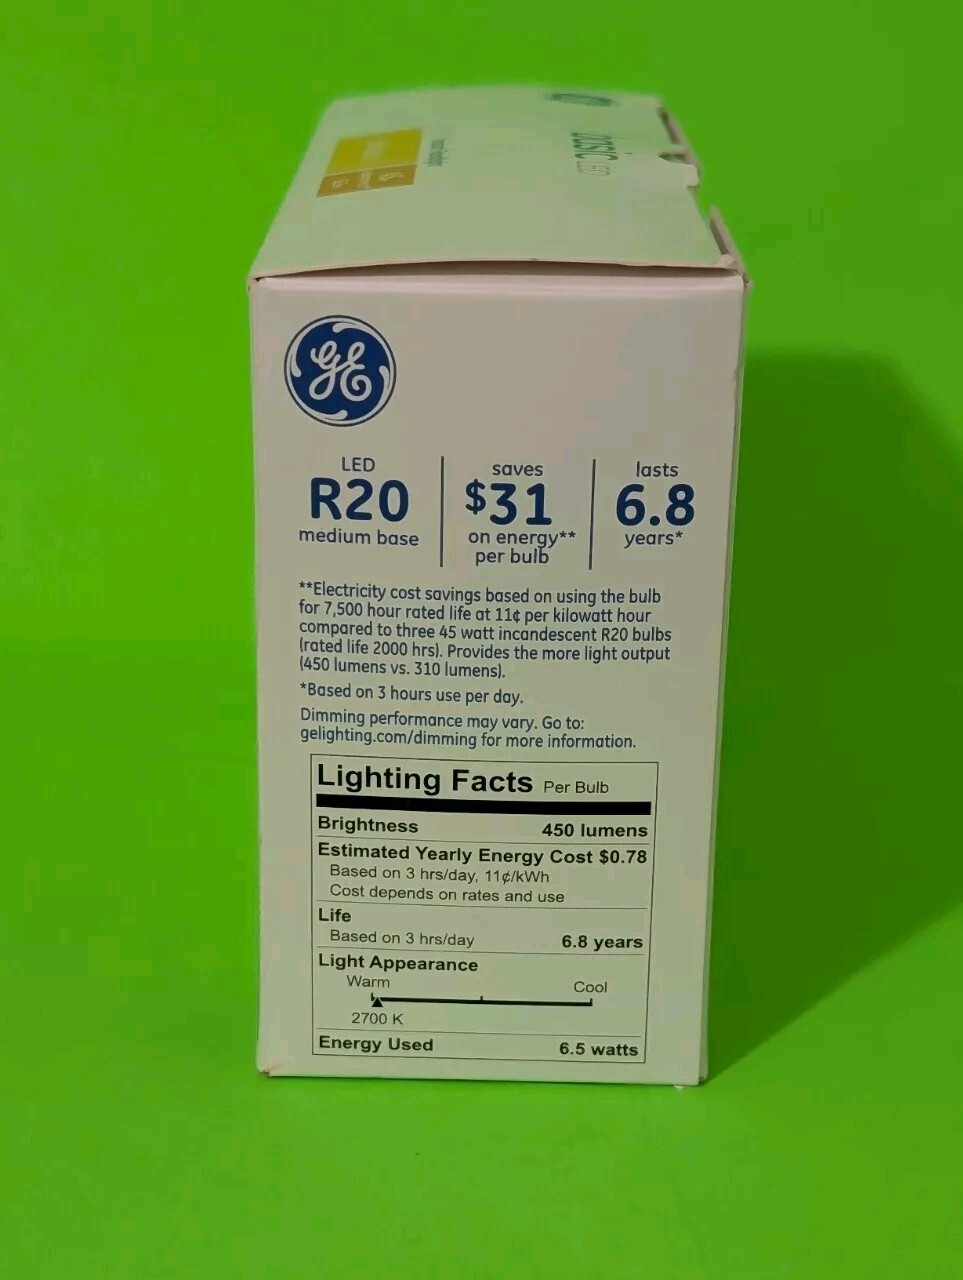 basic LED
GE
LED
R20
medium base
saves
$31
on energy**
per bulb
lasts
6.8
years*
**Electricity cost savings based on using the bulb
for 7,500 hour rated life at 11¢ per kilowatt hour
compared to three 45 watt incandescent R20 bulbs
(rated life 2000 hrs). Provides the more light output
(450 lumens vs. 310 lumens).
*Based on 3 hours use per day.
Dimming performance may vary. Go to:
gelighting.com/dimming for more information.
Lighting Facts Per Bulb
Brightness 450 lumens
Estimated Yearly Energy Cost $0.78
Based on 3 hrs/day, 11¢/kWh
Cost depends on rates and use
Life
Based on 3 hrs/day 6.8 years
Light Appearance
Warm Cool
2700 K
Energy Used 6.5 watts